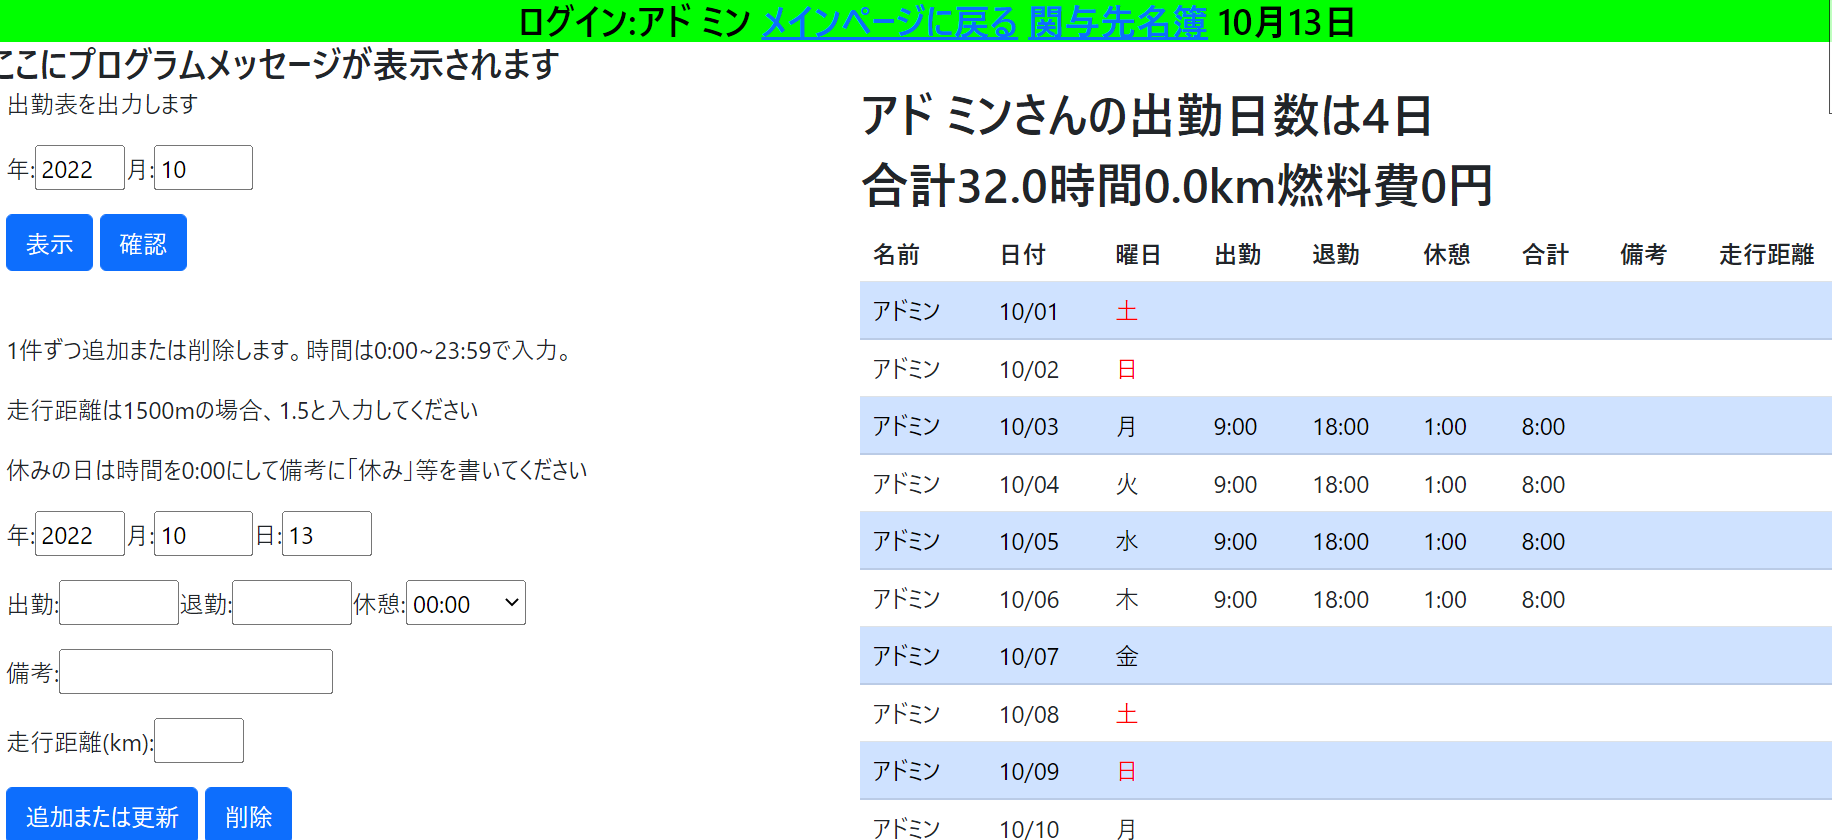 ログイン:アド ミン メインページに戻る 関与先名簿 10月13日
ここにプログラムメッセージが表示されます
出勤表を出力します
年:2022 月:10
表示 確認
1件ずつ追加または削除します。時間は0:00~23:59で入力。
走行距離は1500mの場合、1.5と入力してください
休みの日は時間を0:00にして備考に「休み」等を書いてください
年:2022 月:10 日:13
出勤: 退勤: 休憩:00:00
備考:
走行距離(km):
追加または更新 削除
アド ミンさんの出勤日数は4日
合計32.0時間0.0km燃料費0円
名前 日付 曜日 出勤 退勤 休憩 合計 備考 走行距離
アドミン 10/01 土
アドミン 10/02 日
アドミン 10/03 月 9:00 18:00 1:00 8:00
アドミン 10/04 火 9:00 18:00 1:00 8:00
アドミン 10/05 水 9:00 18:00 1:00 8:00
アドミン 10/06 木 9:00 18:00 1:00 8:00
アドミン 10/07 金
アドミン 10/08 土
アドミン 10/09 日
アドミン 10/10 月